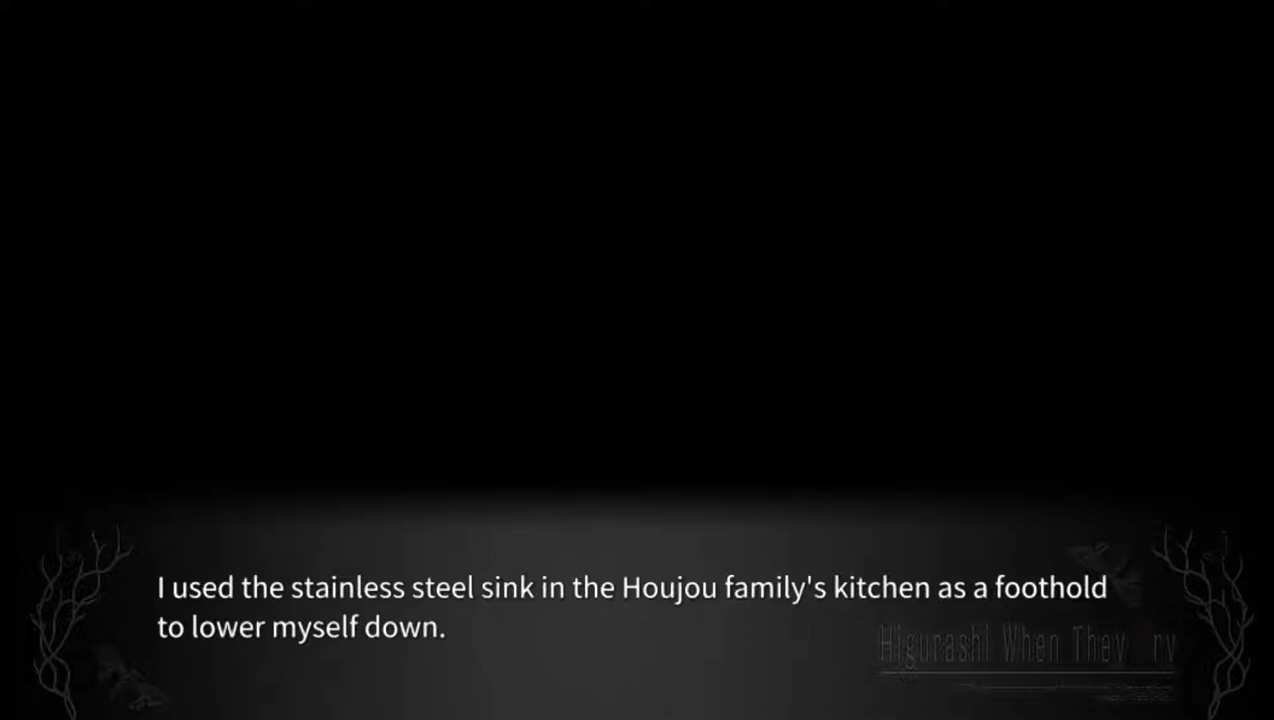 I used the stainless steel sink in the Houjou family's kitchen as a foothold
to lower myself down.
Higurashi When They ry